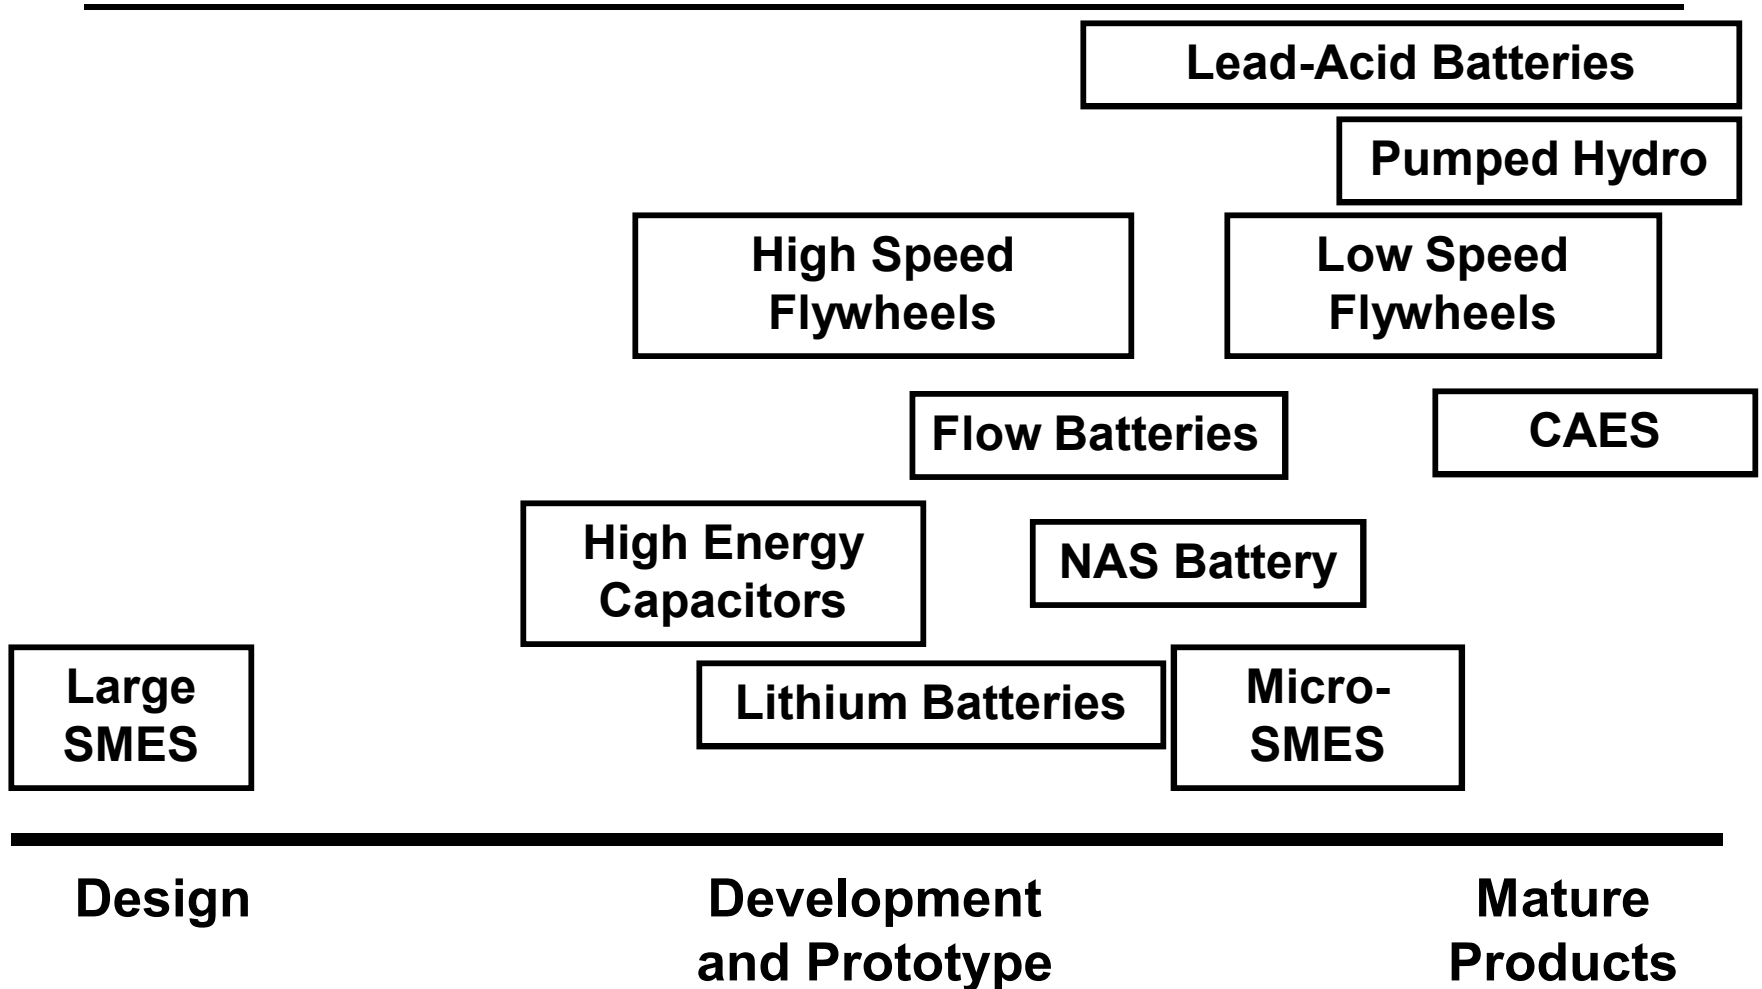 Lead-Acid Batteries
Pumped Hydro
High Speed
Flywheels
Low Speed
Flywheels
Flow Batteries
CAES
High Energy
Capacitors
NAS Battery
Large
SMES
Lithium Batteries
Micro-
SMES
Design
Development
and Prototype
Mature
Products